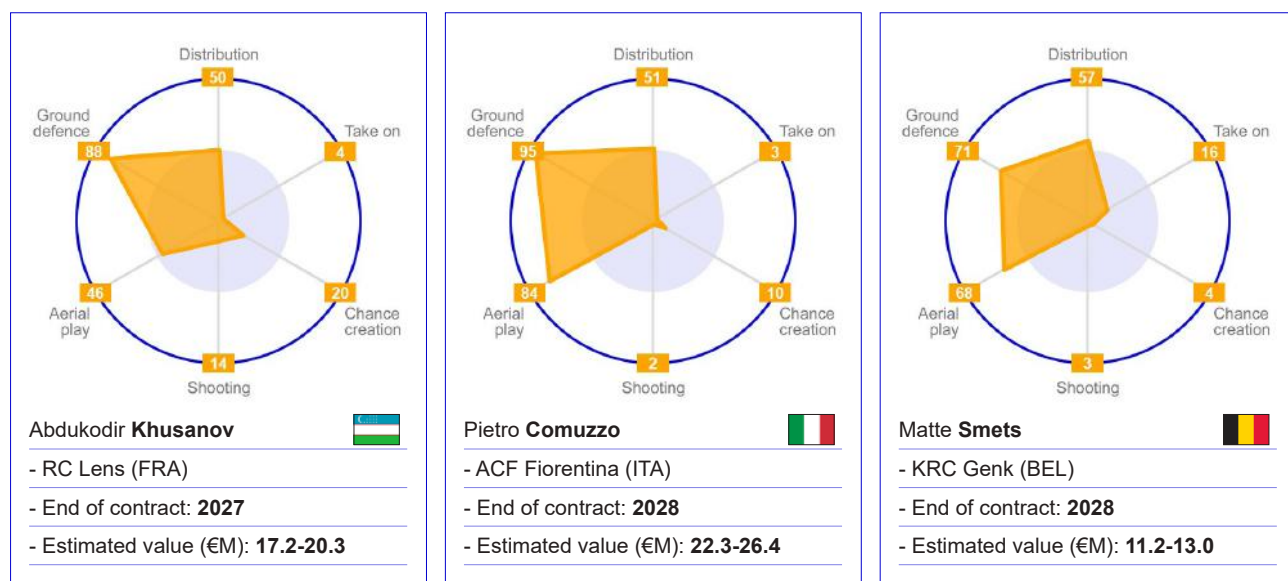 Distribution
50
Ground
defence
88
Take on
4
46
Aerial
play
20
Chance
creation
14
Shooting
Abdukodir Khusanov
- RC Lens (FRA)
- End of contract: 2027
- Estimated value (€M): 17.2-20.3
Distribution
51
Ground
defence
95
Take on
3
84
Aerial
play
10
Chance
creation
2
Shooting
Pietro Comuzzo
- ACF Fiorentina (ITA)
- End of contract: 2028
- Estimated value (€M): 22.3-26.4
Distribution
57
Ground
defence
71
Take on
16
68
Aerial
play
4
Chance
creation
3
Shooting
Matte Smets
- KRC Genk (BEL)
- End of contract: 2028
- Estimated value (€M): 11.2-13.0